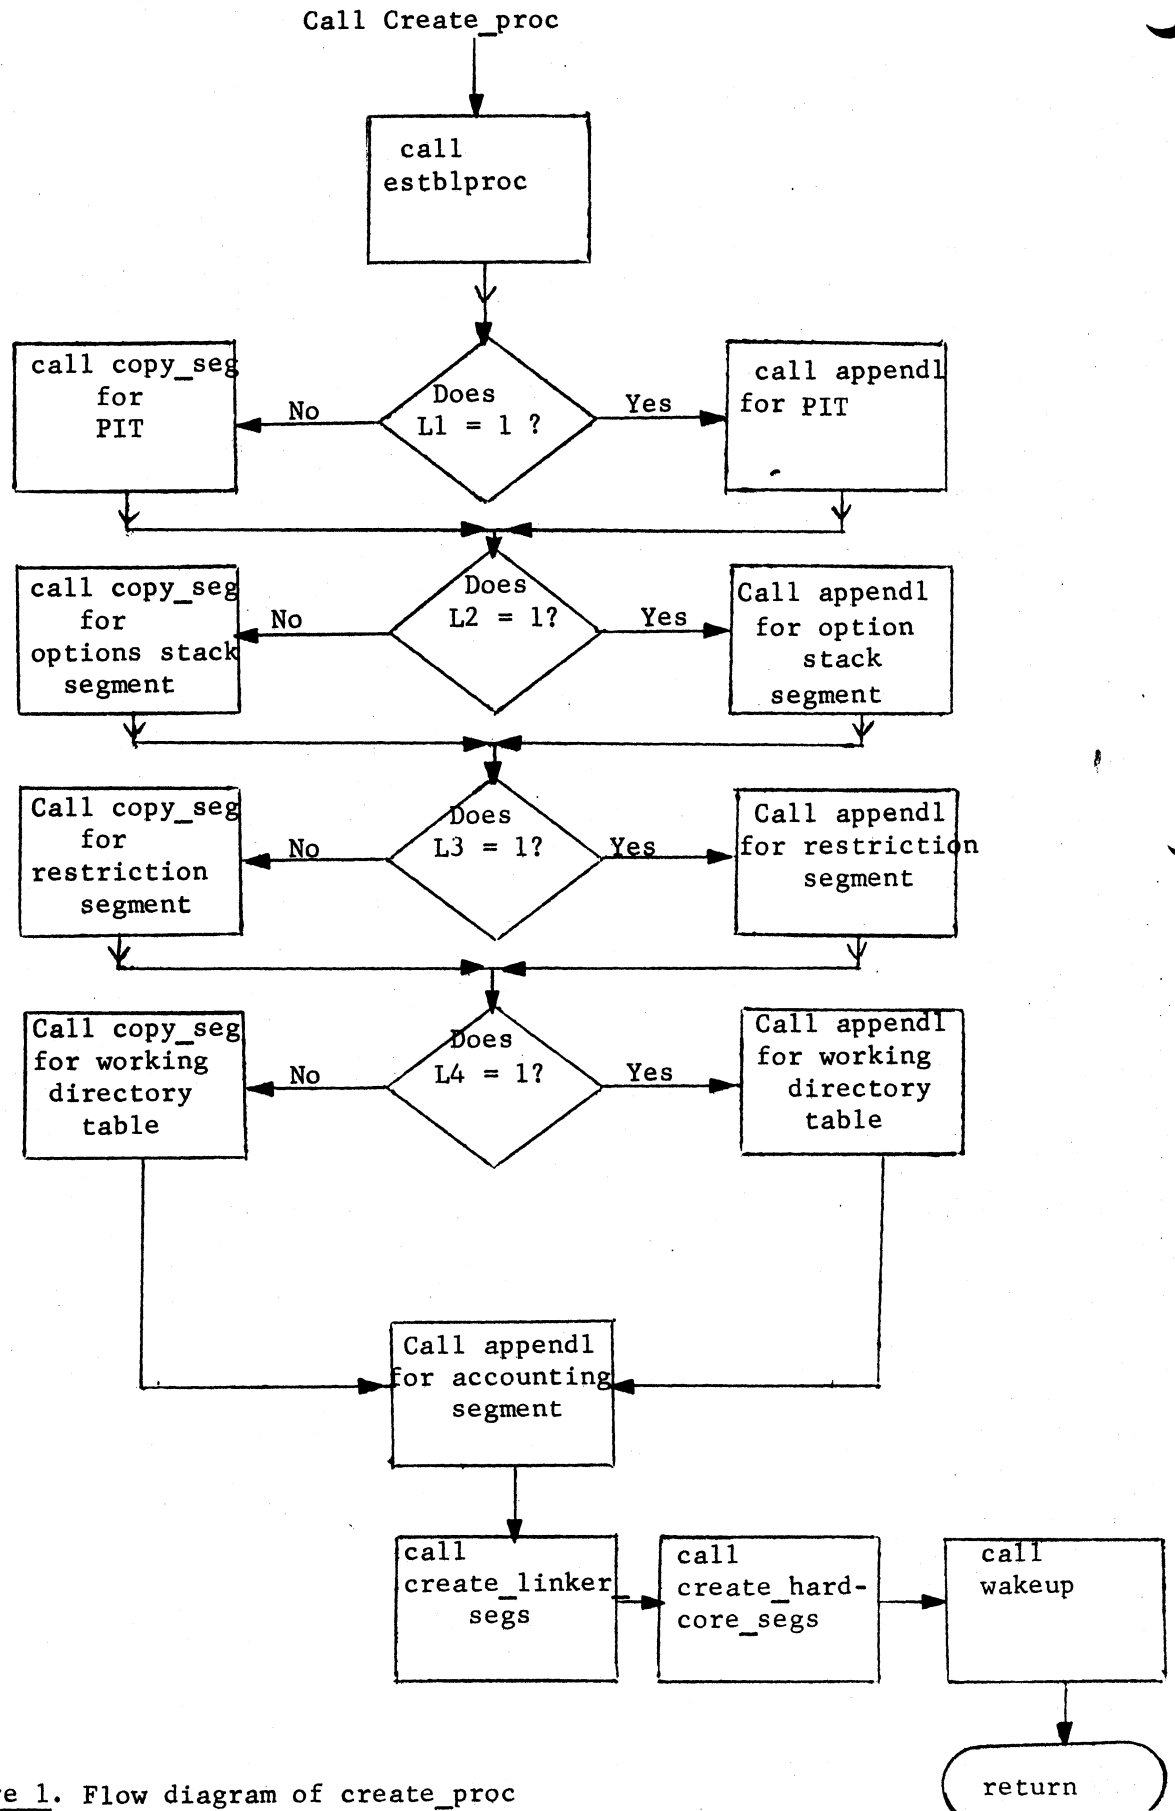 Call Create_proc
call
estblproc
call copy_seg
for
PIT
No
Does
L1 = 1 ?
Yes
call appendl
for PIT
call copy_seg
for
options stack
segment
No
Does
L2 = 1?
Yes
Call appendl
for option
stack
segment
Call copy_seg
for
restriction
segment
No
Does
L3 = 1?
Yes
Call appendl
for restriction
segment
Call copy_seg
for working
directory
table
No
Does
L4 = 1?
Yes
Call appendl
for working
directory
table
Call appendl
for accounting
segment
call
create_linker_
segs
call
create_hard-
core_segs
call
wakeup
return
e 1. Flow diagram of create_proc